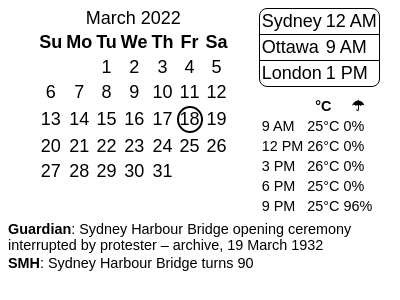 March 2022
Su Mo Tu We Th Fr Sa
1 2 3 4 5
6 7 8 9 10 11 12
13 14 15 16 17 18 19
20 21 22 23 24 25 26
27 28 29 30 31
Sydney 12 AM
Ottawa 9 AM
London 1 PM
°C ☂
9 AM 25°C 0%
12 PM 26°C 0%
3 PM 26°C 0%
6 PM 25°C 0%
9 PM 25°C 96%
Guardian: Sydney Harbour Bridge opening ceremony
interrupted by protester – archive, 19 March 1932
SMH: Sydney Harbour Bridge turns 90